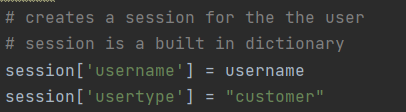 # creates a session for the the user
# session is a built in dictionary
session['username'] = username
session['usertype'] = "customer"